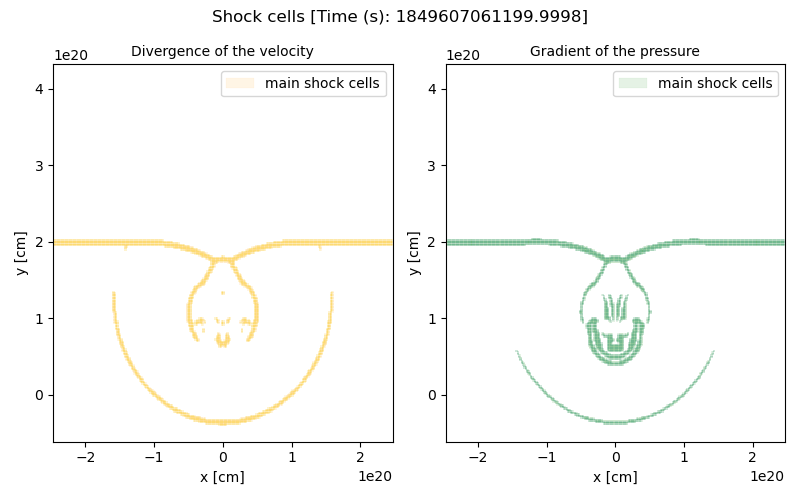 Shock cells [Time (s): 1849607061199.9998]
Divergence of the velocity
1e20
main shock cells
4
3
2
1
0
y [cm]
−2
−1
0
1
2
x [cm]
1e20
Gradient of the pressure
1e20
main shock cells
4
3
2
1
0
y [cm]
−2
−1
0
1
2
x [cm]
1e20